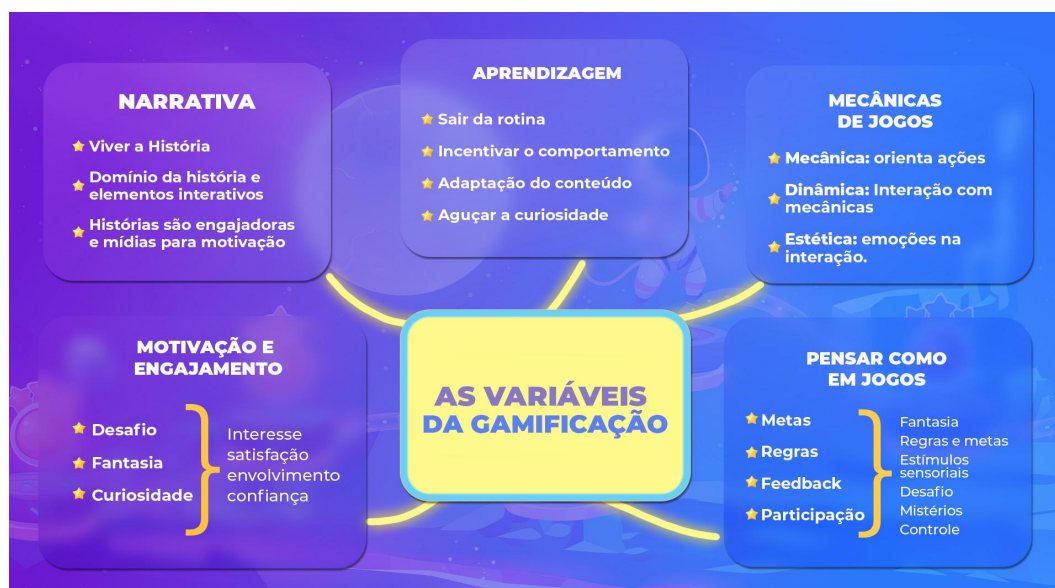 NARRATIVA
Viver a História
Domínio da história e
elementos interativos
Histórias são engajadoras
e mídias para motivação
APRENDIZAGEM
Sair da rotina
Incentivar o comportamento
Adaptação do conteúdo
Aguçar a curiosidade
MECÂNICAS
DE JOGOS
Mecânica: orienta ações
Dinâmica: Interação com
mecânicas
Estética: emoções na
interação.
MOTIVAÇÃO E
ENGAJAMENTO
Desafio
Fantasia
Curiosidade
Interesse
satisfação
envolvimento
confiança
AS VARIÁVEIS
DA GAMIFICAÇÃO
PENSAR COMO
EM JOGOS
Metas
Regras
Feedback
Participação
Fantasia
Regras e metas
Estímulos
sensoriais
Desafio
Mistérios
Controle